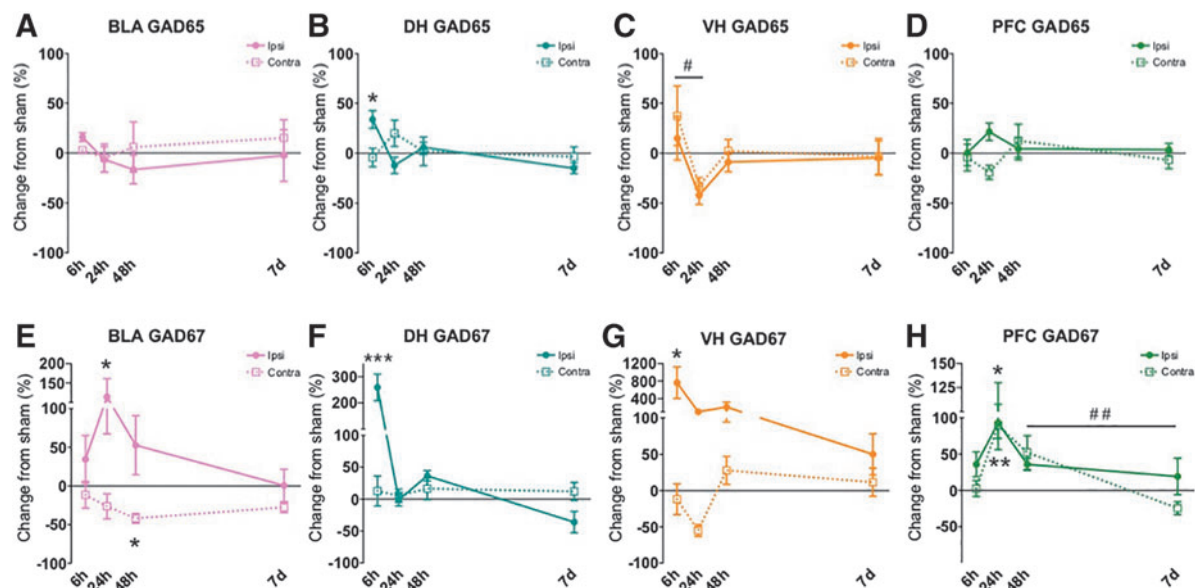 A BLA GAD65
Ipsi
Contra
Change from sham (%)
100
50
0
-50
-100
6h 24h 48h 7d
B DH GAD65
*
Ipsi
Contra
Change from sham (%)
100
50
0
-50
-100
6h 24h 48h 7d
C VH GAD65
#
Ipsi
Contra
Change from sham (%)
100
50
0
-50
-100
6h 24h 48h 7d
D PFC GAD65
Ipsi
Contra
Change from sham (%)
100
50
0
-50
-100
6h 24h 48h 7d
E BLA GAD67
*
*
Ipsi
Contra
Change from sham (%)
200
150
100
50
0
-50
-100
6h 24h 48h 7d
F DH GAD67
***
Ipsi
Contra
Change from sham (%)
300
200
100
50
0
-50
-100
6h 24h 48h 7d
G VH GAD67
*
Ipsi
Contra
Change from sham (%)
1200
800
400
100
50
0
-50
-100
6h 24h 48h 7d
H PFC GAD67
*
**
##
Ipsi
Contra
Change from sham (%)
150
125
100
50
0
-50
-100
6h 24h 48h 7d